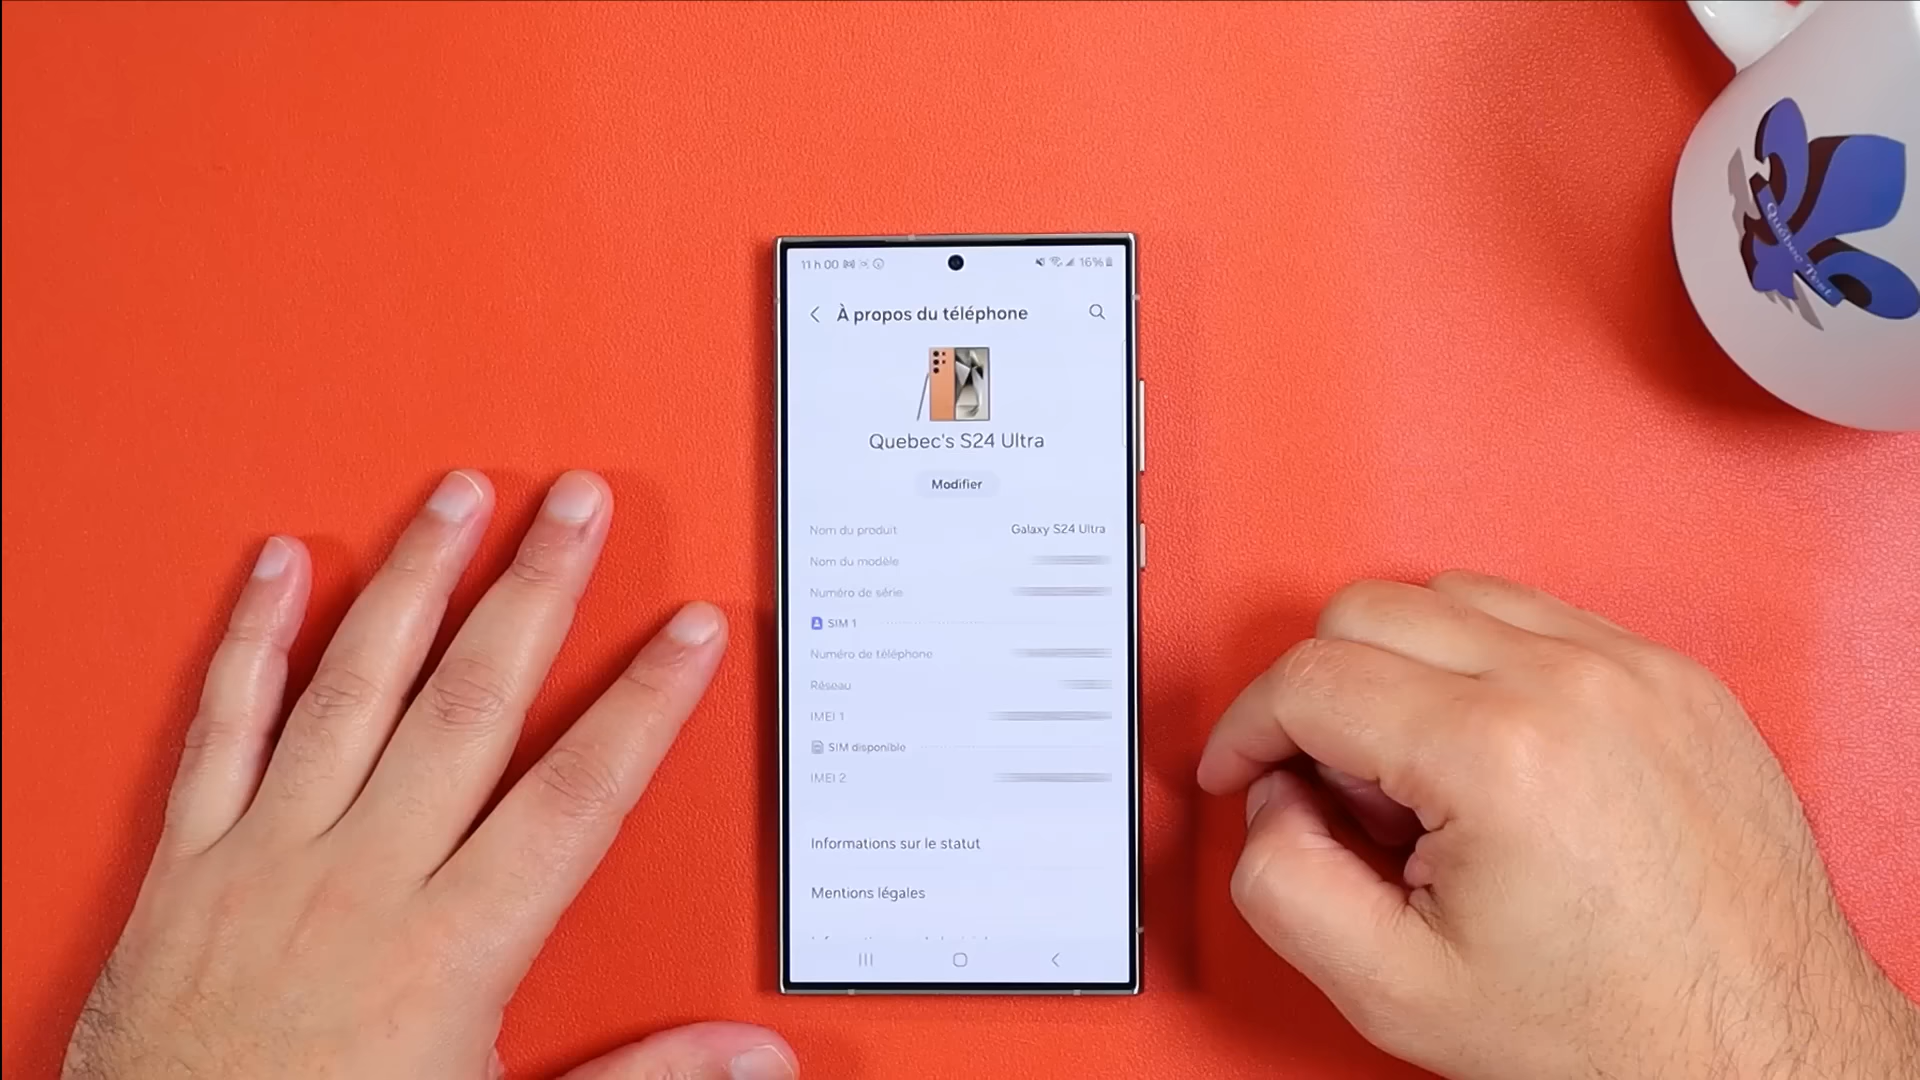 11 h 00
16%
À propos du téléphone
Quebec's S24 Ultra
Modifier
Nom du produit Galaxy S24 Ultra
Nom du modèle
Numéro de série
SIM 1
Numéro de téléphone
Réseau
IMEI 1
SIM disponible
IMEI 2
Informations sur le statut
Mentions légales
Québec Test